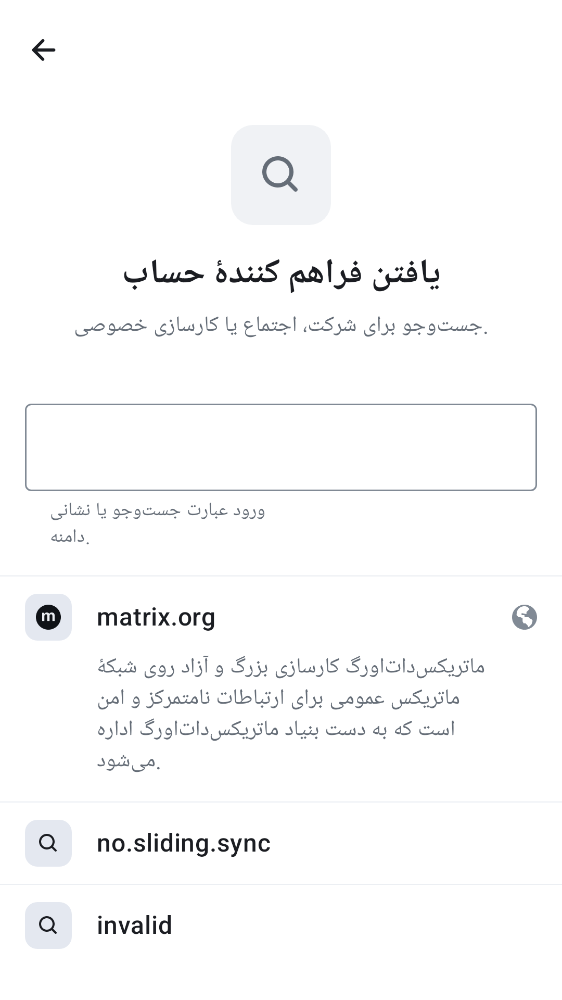 یافتن فراهم کنندهٔ حساب
جست‌وجو برای شرکت، اجتماع یا کارسازی خصوصی.
ورود عبارت جست‌وجو یا نشانی
دامنه.
m matrix.org
ماتریکس‌دات‌اورگ کارسازی بزرگ و آزاد روی شبکهٔ
ماتریکس عمومی برای ارتباطات نامتمرکز و امن
است که به دست بنیاد ماتریکس‌دات‌اورگ اداره
می‌شود.
no.sliding.sync
invalid